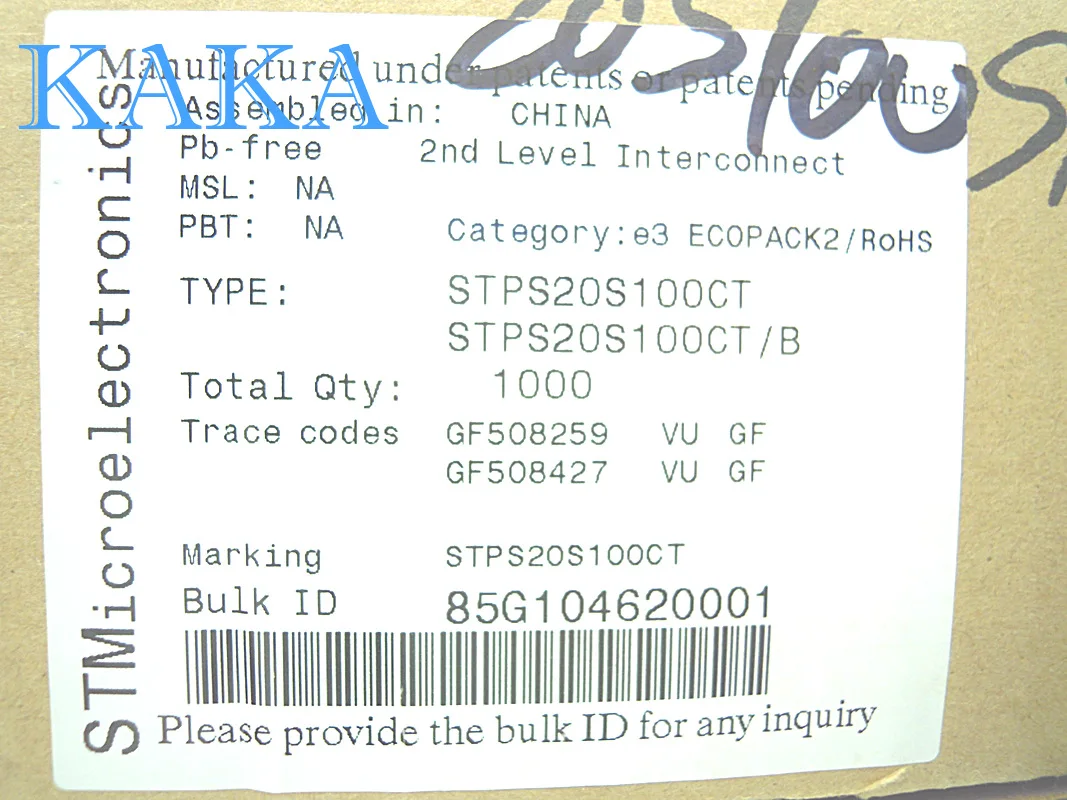 KAKA
20S100
STMicroelectronics
Manufactured under patents or patents pending
Assembled in: CHINA
Pb-free 2nd Level Interconnect
MSL: NA
PBT: NA Category:e3 ECOPACK2/RoHS
TYPE: STPS20S100CT
STPS20S100CT/B
Total Qty: 1000
Trace codes GF508259 VU GF
GF508427 VU GF
Marking STPS20S100CT
Bulk ID 85G104620001
Please provide the bulk ID for any inquiry